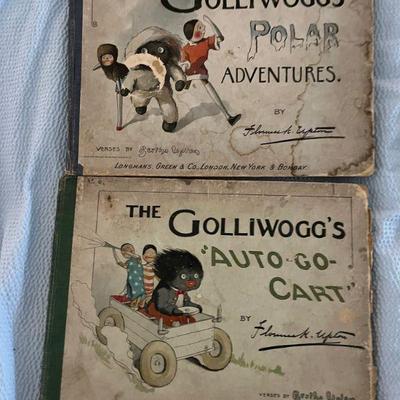 GOLLIWOGG'S
POLAR
ADVENTURES.
BY
Florence K. Upton
VERSES BY Bertha Upton
LONGMANS, GREEN & CO., LONDON, NEW YORK & BOMBAY
THE GOLLIWOGG'S
"AUTO-GO-
CART"
BY
Florence K. Upton
VERSES BY Bertha Upton